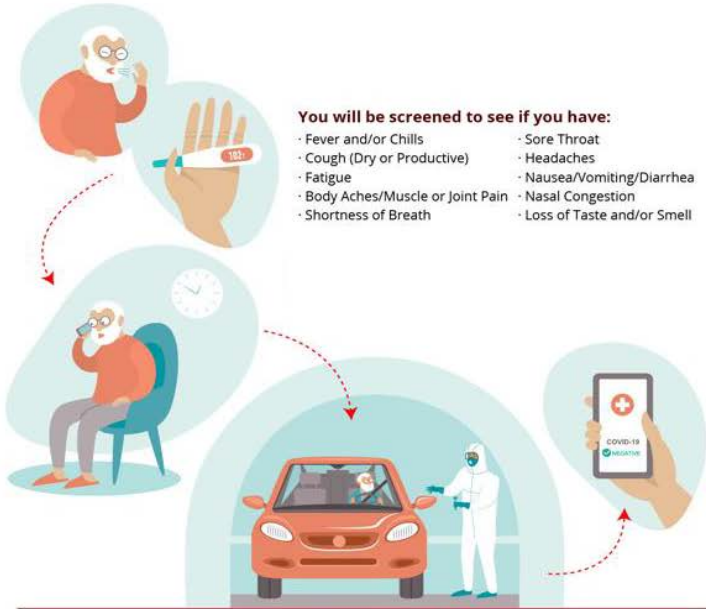 You will be screened to see if you have:
· Fever and/or Chills
· Cough (Dry or Productive)
· Fatigue
· Body Aches/Muscle or Joint Pain
· Shortness of Breath
· Sore Throat
· Headaches
· Nausea/Vomiting/Diarrhea
· Nasal Congestion
· Loss of Taste and/or Smell
COVID-19
NEGATIVE